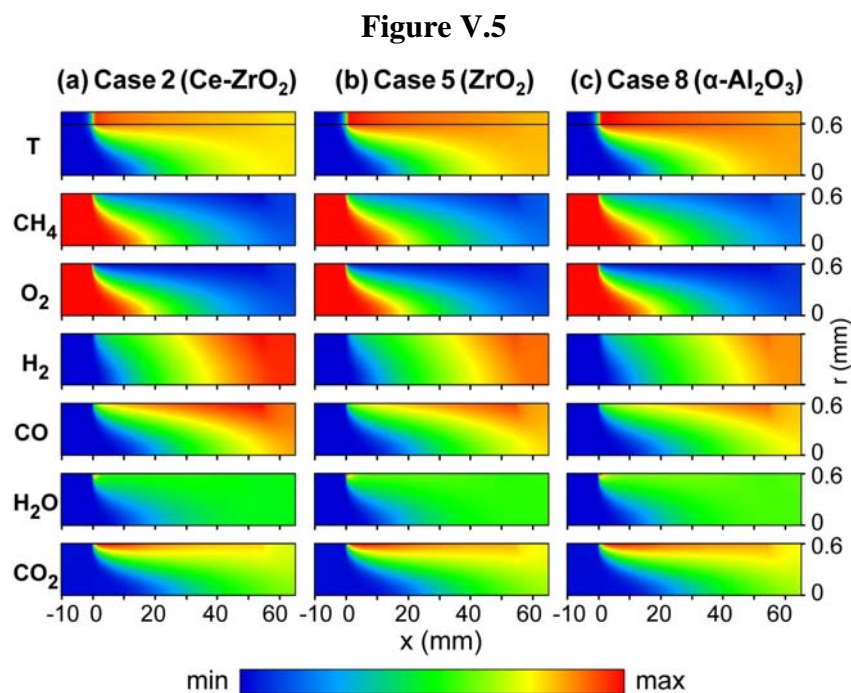 Figure V.5
(a) Case 2 (Ce-ZrO₂) (b) Case 5 (ZrO₂) (c) Case 8 (α-Al₂O₃)
T 0.6
0
CH₄ 0.6
0
O₂ 0.6
0
H₂ r (mm)
CO 0.6
0
H₂O 0.6
0
CO₂ 0.6
0
-10 0 20 40 60 -10 0 20 40 60 -10 0 20 40 60
x (mm)
min max